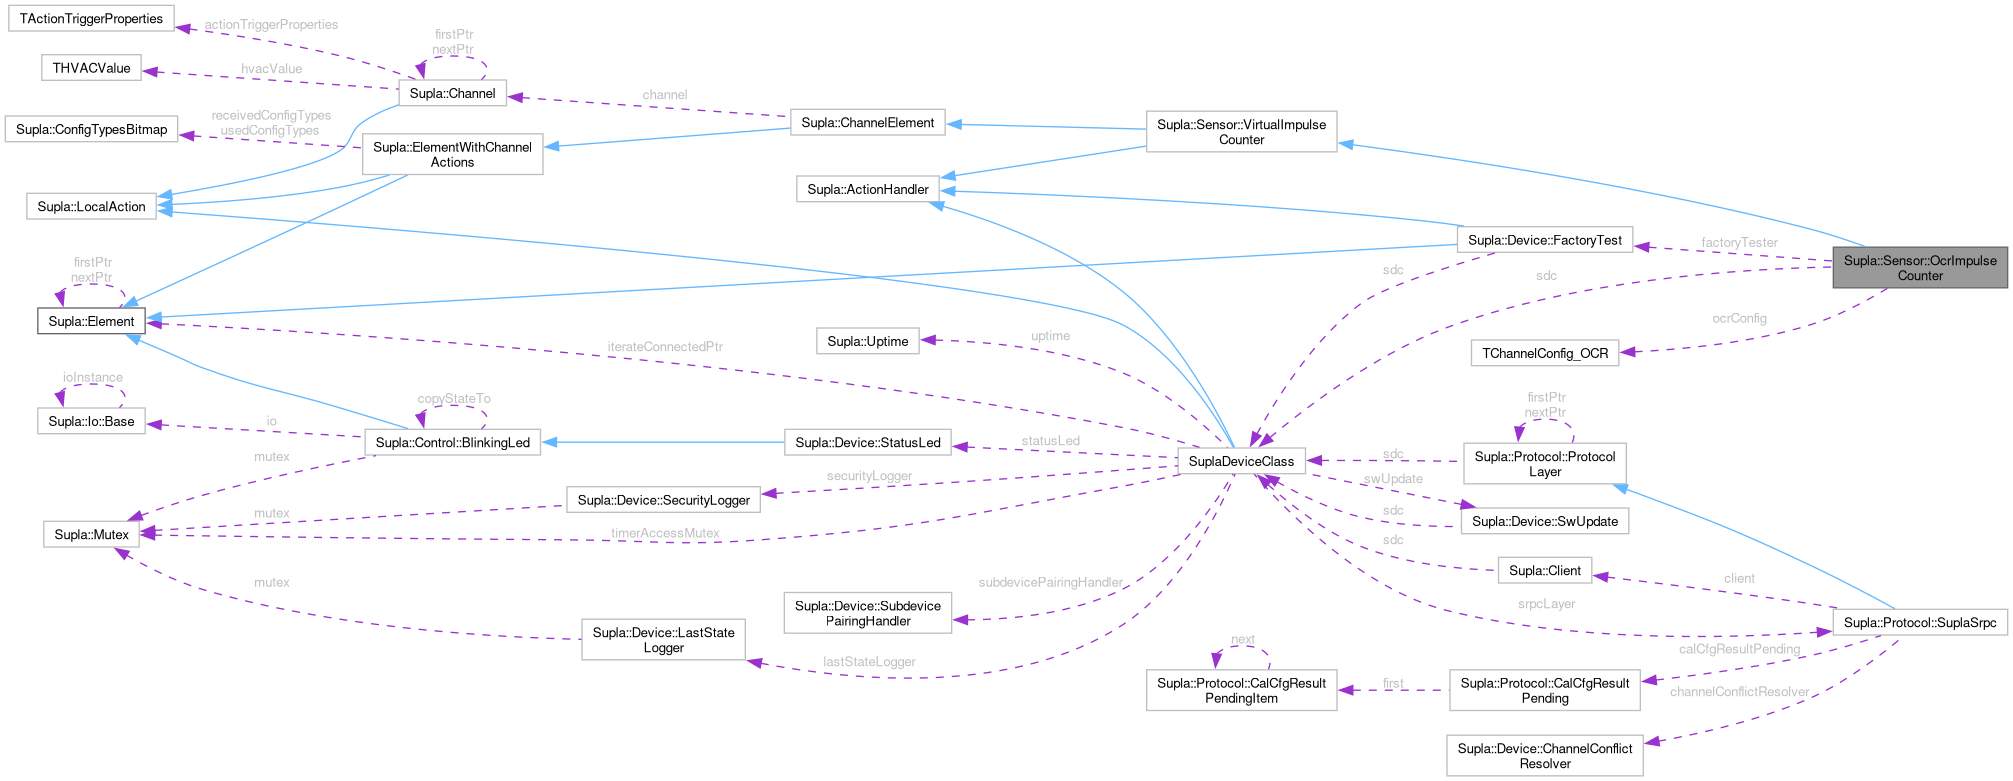 TActionTriggerProperties
actionTriggerProperties
firstPtr
nextPtr
THVACValue
hvacValue
Supla::Channel
channel
Supla::ConfigTypesBitmap
receivedConfigTypes
usedConfigTypes
Supla::ElementWithChannel
Actions
Supla::ChannelElement
Supla::Sensor::VirtualImpulse
Counter
Supla::LocalAction
Supla::ActionHandler
Supla::Device::FactoryTest
factoryTester
Supla::Sensor::OcrImpulse
Counter
sdc
sdc
firstPtr
nextPtr
Supla::Element
iterateConnectedPtr
Supla::Uptime
uptime
ocrConfig
TChannelConfig_OCR
ioInstance
Supla::Io::Base
io
copyStateTo
Supla::Control::BlinkingLed
Supla::Device::StatusLed
statusLed
SuplaDeviceClass
sdc
firstPtr
nextPtr
Supla::Protocol::Protocol
Layer
mutex
securityLogger
Supla::Device::SecurityLogger
swUpdate
sdc
Supla::Device::SwUpdate
mutex
Supla::Mutex
timerAccessMutex
sdc
Supla::Client
client
mutex
subdevicePairingHandler
Supla::Device::Subdevice
PairingHandler
srpcLayer
Supla::Protocol::SuplaSrpc
Supla::Device::LastState
Logger
lastStateLogger
next
Supla::Protocol::CalCfgResult
PendingItem
first
Supla::Protocol::CalCfgResult
Pending
calCfgResultPending
channelConflictResolver
Supla::Device::ChannelConflict
Resolver